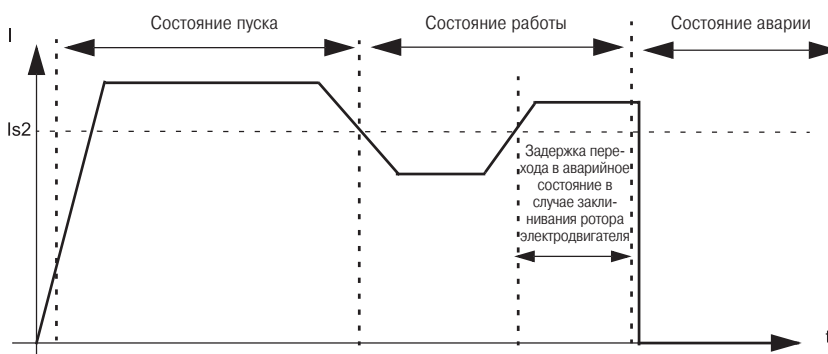 Состояние пуска
Состояние работы
Состояние аварии
I
Is2
Задержка пере-
хода в аварийное
состояние в
случае закли-
нивания ротора
электродвигателя
t